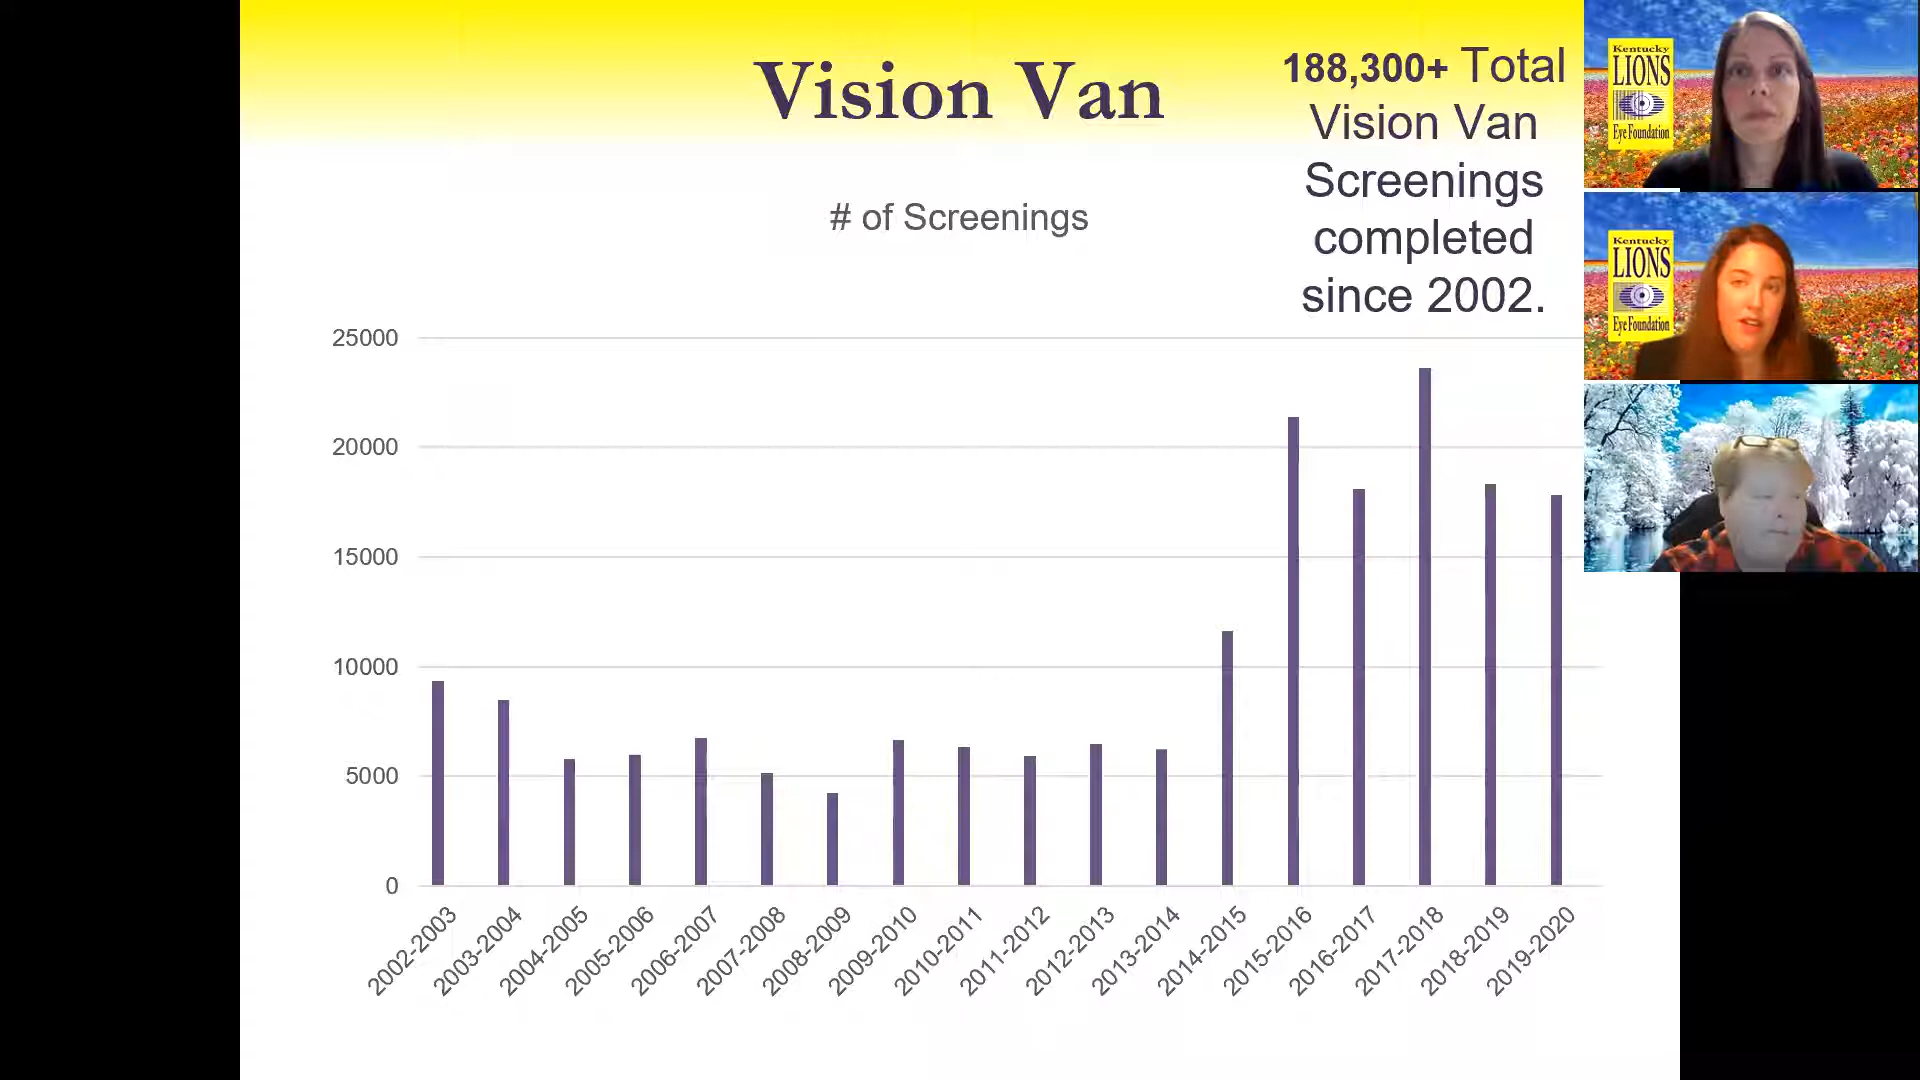 Vision Van
188,300+ Total
Vision Van
Screenings
completed
since 2002.
# of Screenings
25000
20000
15000
10000
5000
0
2002-2003
2003-2004
2004-2005
2005-2006
2006-2007
2007-2008
2008-2009
2009-2010
2010-2011
2011-2012
2012-2013
2013-2014
2014-2015
2015-2016
2016-2017
2017-2018
2018-2019
2019-2020
Kentucky
LIONS
Eye Foundation
Kentucky
LIONS
Eye Foundation